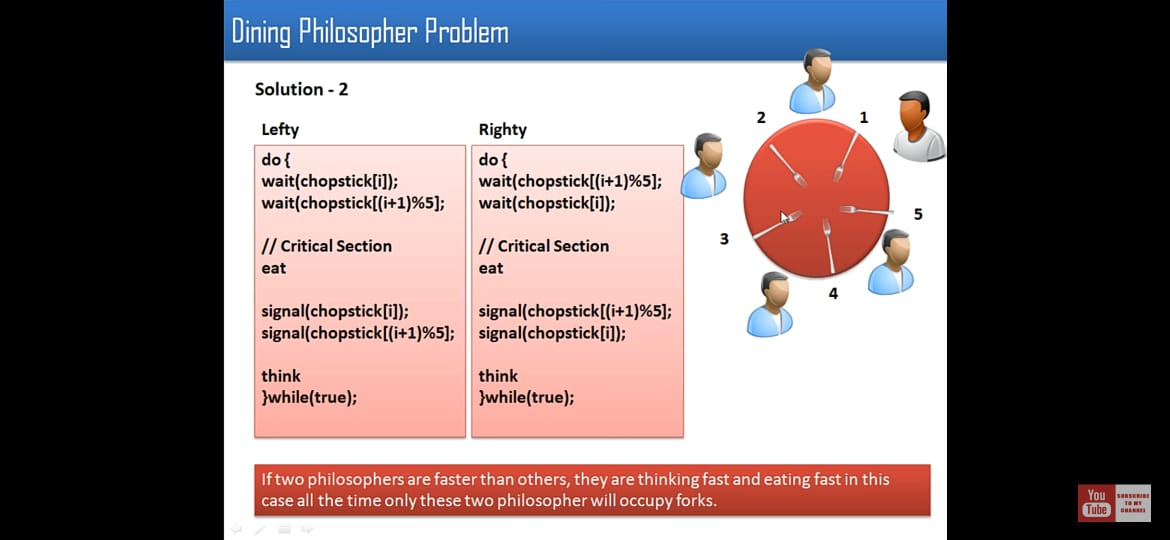 Dining Philosopher Problem
Solution - 2
Lefty
do {
wait(chopstick[i]);
wait(chopstick[(i+1)%5];
// Critical Section
eat
signal(chopstick[i]);
signal(chopstick[(i+1)%5];
think
}while(true);
Righty
do {
wait(chopstick[(i+1)%5];
wait(chopstick[i]);
// Critical Section
eat
signal(chopstick[(i+1)%5];
signal(chopstick[i]);
think
}while(true);
2
1
5
3
4
If two philosophers are faster than others, they are thinking fast and eating fast in this
case all the time only these two philosopher will occupy forks.
You
Tube
SUBSCRIBE
TO MY
CHANNEL